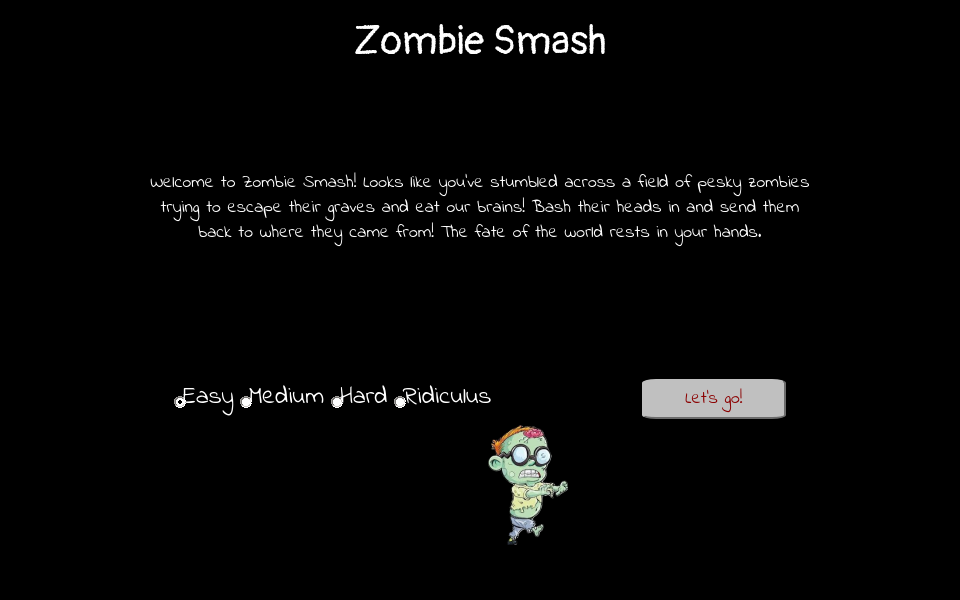 Zombie Smash
Welcome to Zombie Smash! Looks like you've stumbled across a field of pesky zombies
trying to escape their graves and eat our brains! Bash their heads in and send them
back to where they came from! The fate of the world rests in your hands.
Easy Medium Hard Ridiculus
Let's go!